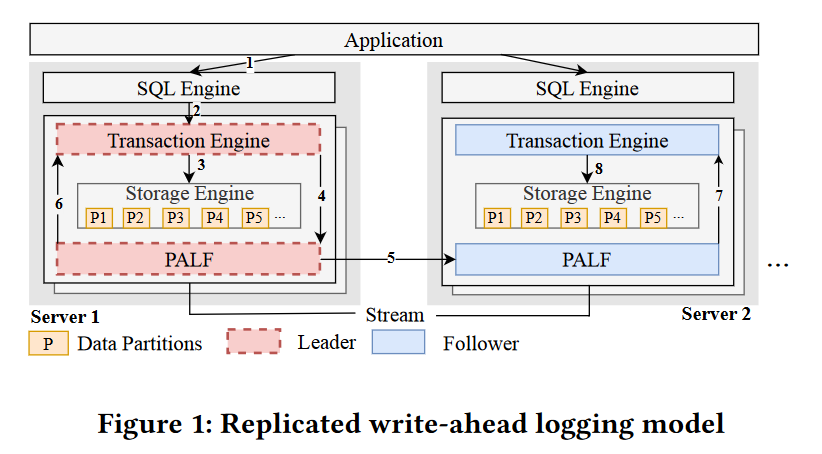 Application
1
SQL Engine
SQL Engine
2
Transaction Engine
Transaction Engine
3
8
Storage Engine
Storage Engine
6
4
7
P1 P2 P3 P4 P5 ...
P1 P2 P3 P4 P5 ...
PALF
5
PALF
...
Stream
Server 1
Server 2
P Data Partitions
Leader
Follower
Figure 1: Replicated write-ahead logging model